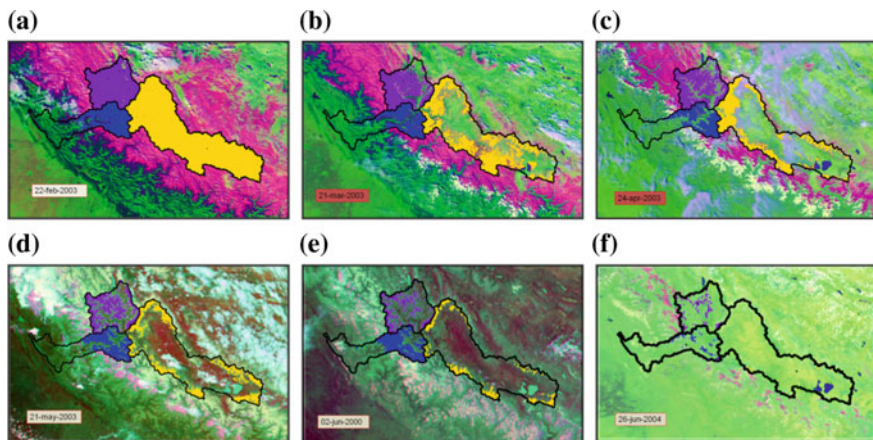 (a)
(b)
(c)
22-feb-2003
21-mar-2003
24-apr-2003
(d)
(e)
(f)
21-may-2003
02-jun-2000
26-jun-2004